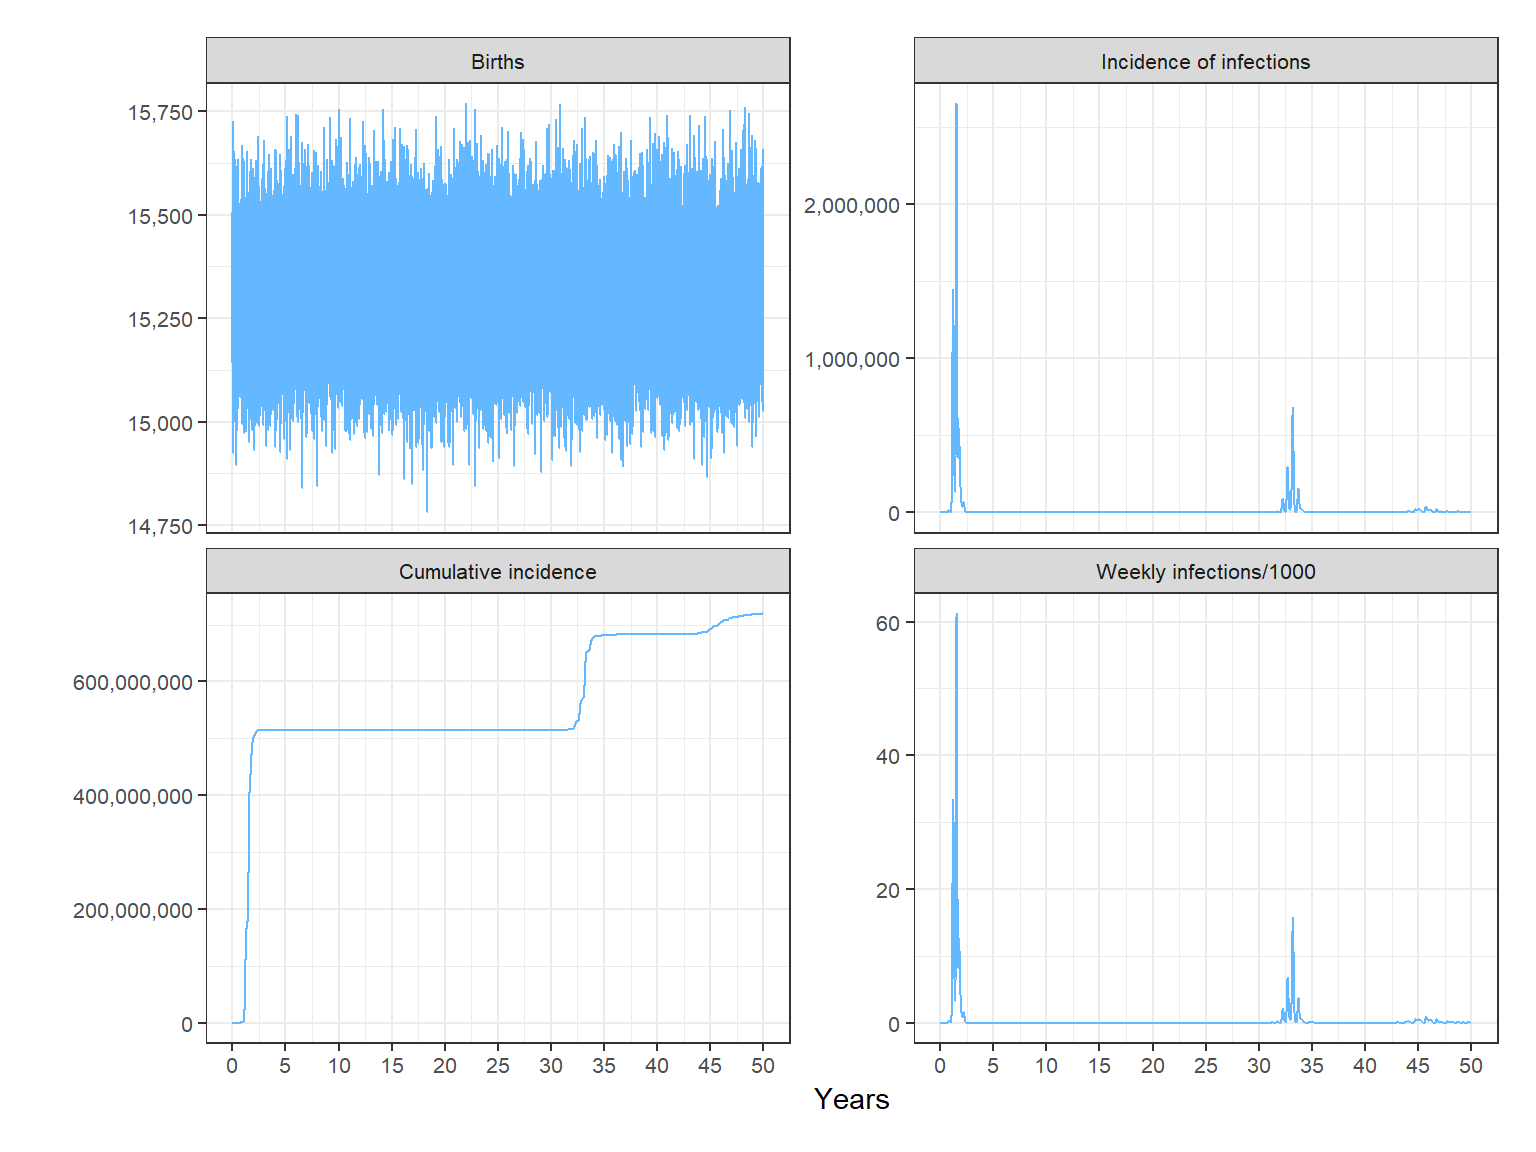 Births
15,750
15,500
15,250
15,000
14,750
Incidence of infections
2,000,000
1,000,000
0
Cumulative incidence
600,000,000
400,000,000
200,000,000
0
0 5 10 15 20 25 30 35 40 45 50
Weekly infections/1000
60
40
20
0
0 5 10 15 20 25 30 35 40 45 50
Years